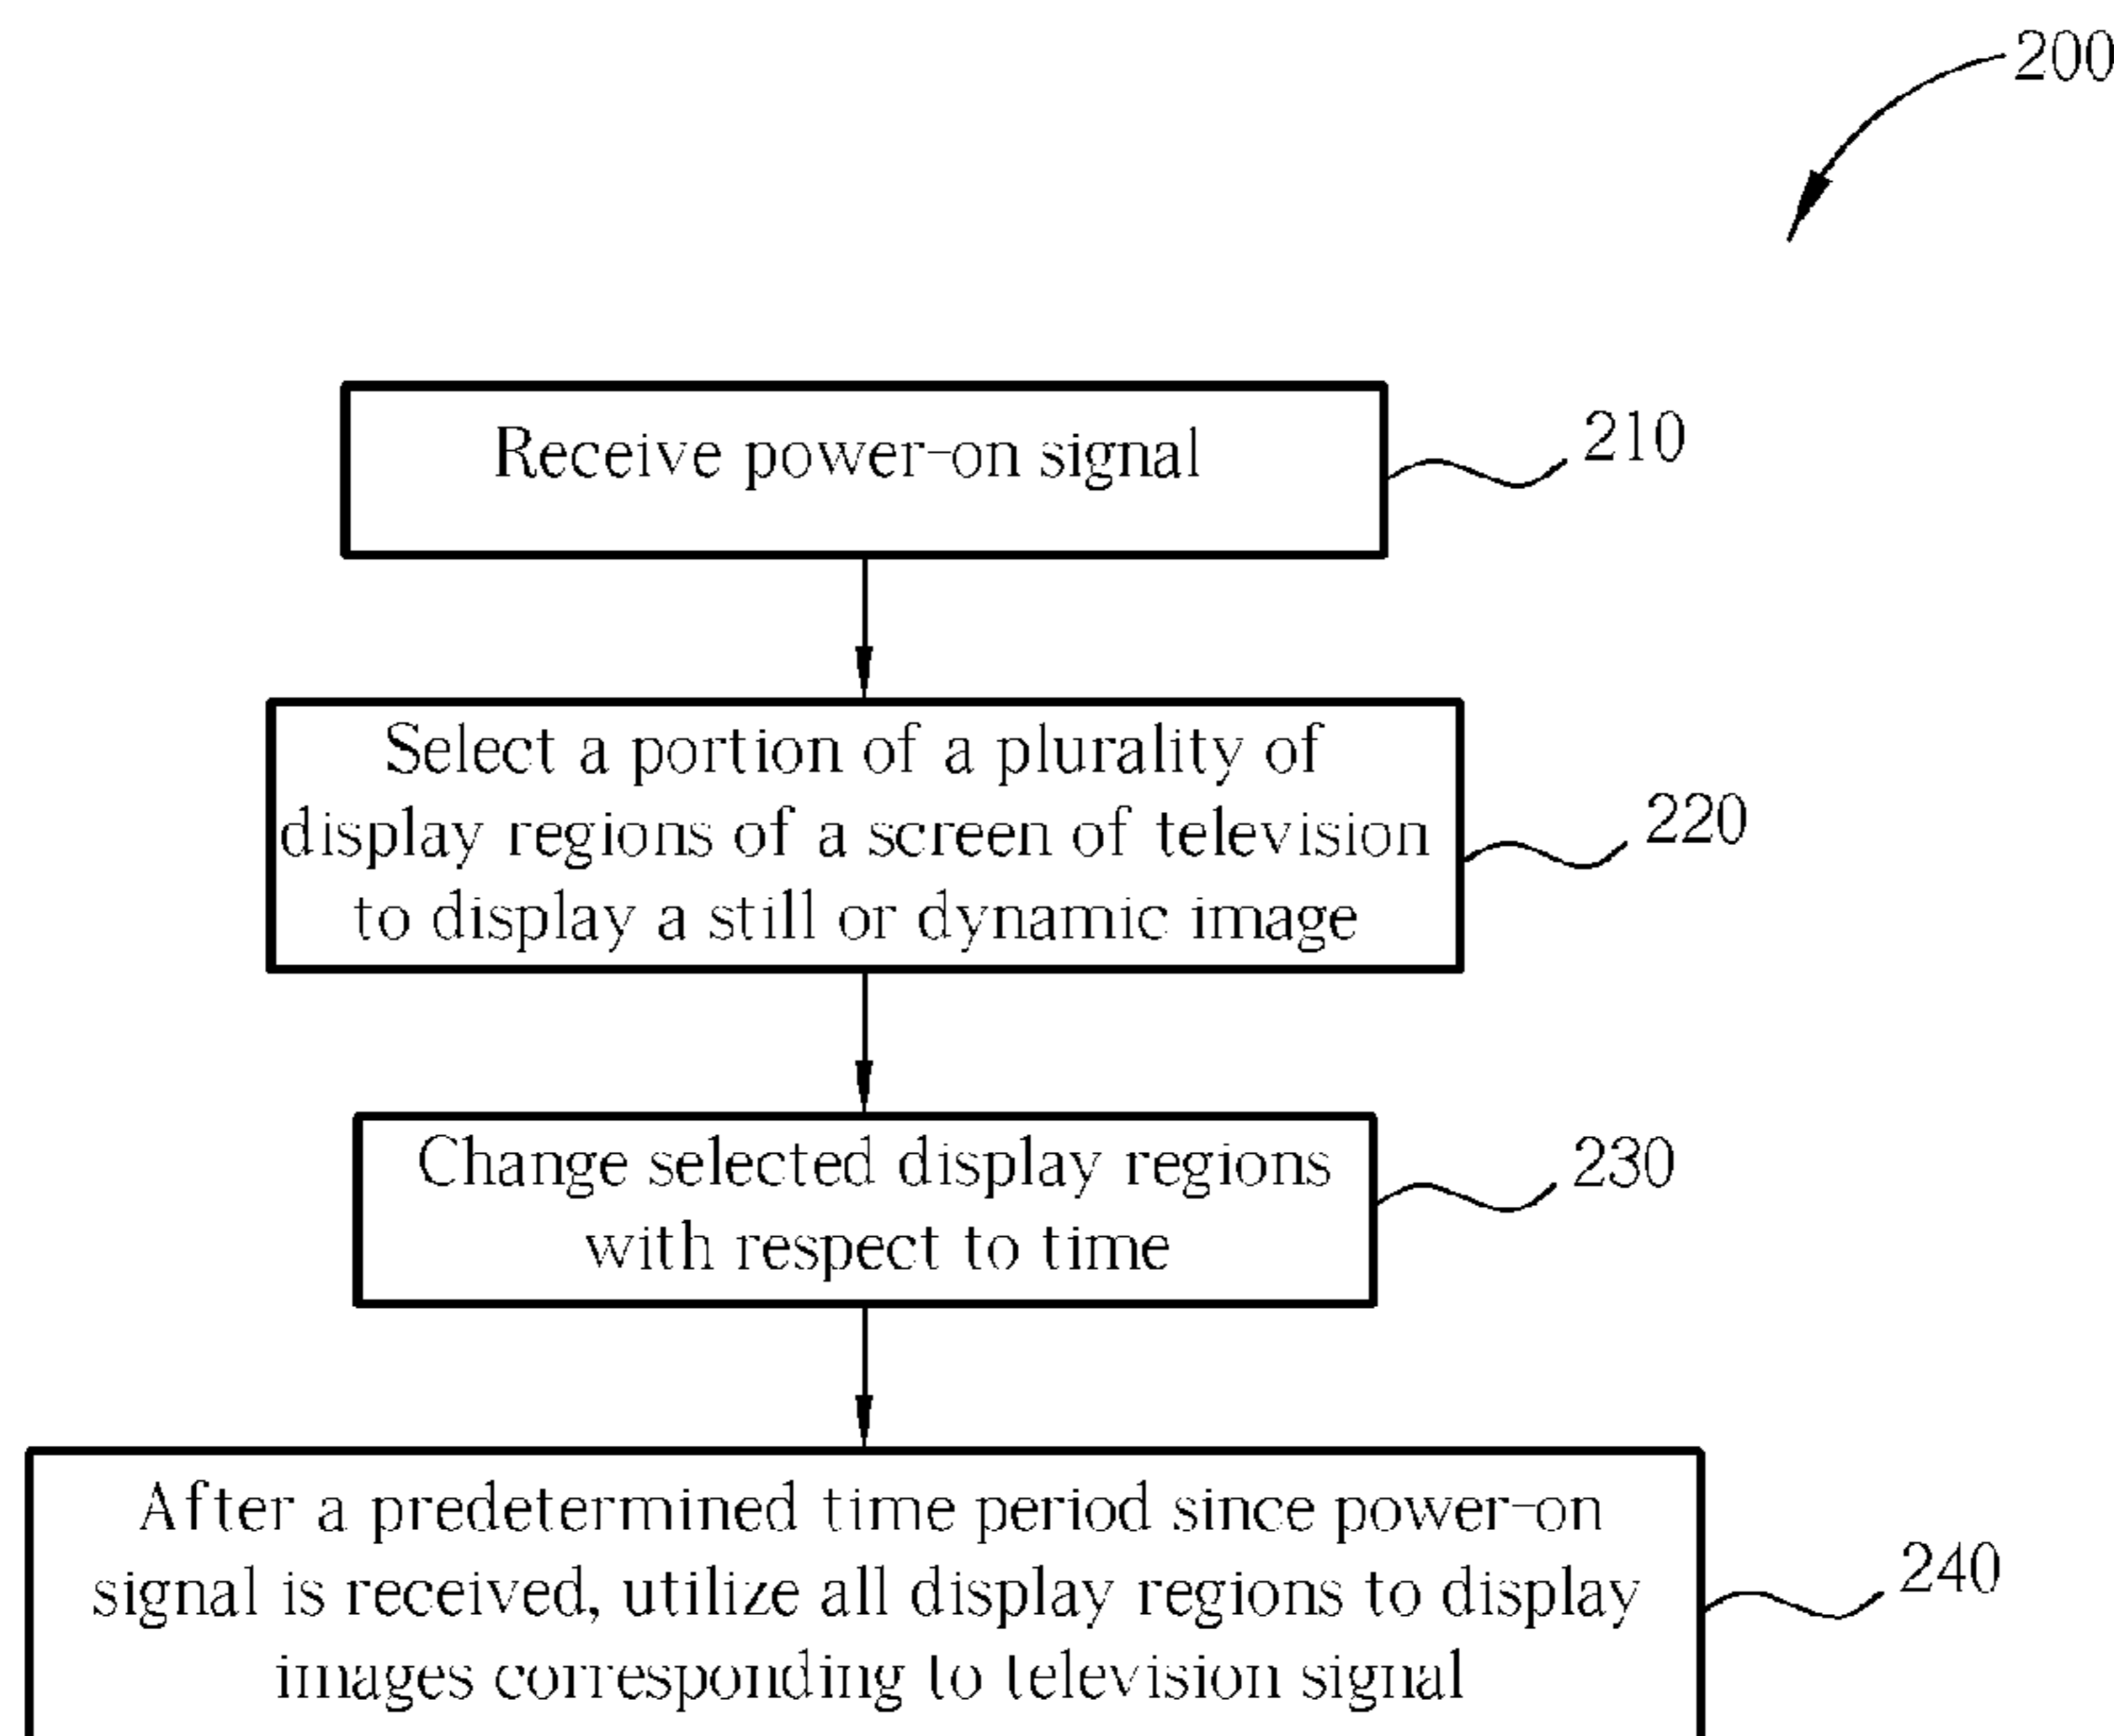 200
Receive power-on signal
210
Select a portion of a plurality of
display regions of a screen of television
to display a still or dynamic image
220
Change selected display regions
with respect to time
230
After a predetermined time period since power-on
signal is received, utilize all display regions to display
images corresponding to television signal
240